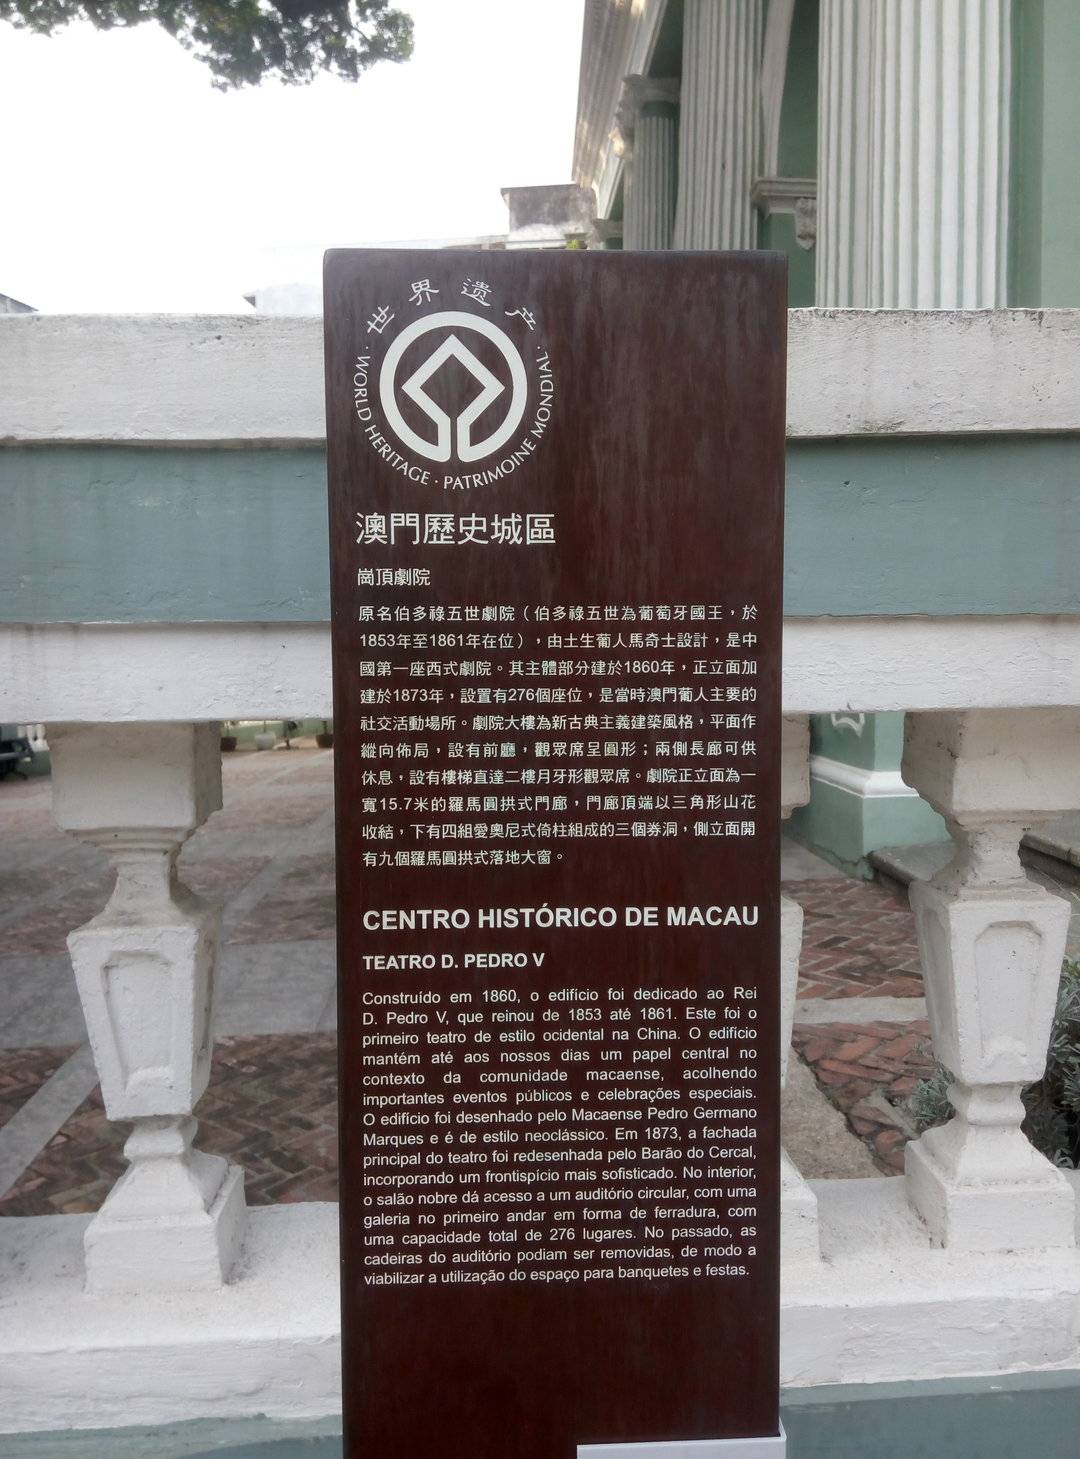 世界遗产
· WORLD HERITAGE · PATRIMOINE MONDIAL ·
澳門歷史城區
崗頂劇院
原名伯多祿五世劇院（伯多祿五世為葡萄牙國王，於
1853年至1861年在位），由土生葡人馬奇士設計，是中
國第一座西式劇院。其主體部分建於1860年，正立面加
建於1873年，設置有276個座位，是當時澳門葡人主要的
社交活動場所。劇院大樓為新古典主義建築風格，平面作
縱向佈局，設有前廳，觀眾席呈圓形；兩側長廊可供
休息，設有樓梯直達二樓月牙形觀眾席。劇院正立面為一
寬15.7米的羅馬圓拱式門廊，門廊頂端以三角形山花
收結，下有四組愛奧尼式倚柱組成的三個券洞，側立面開
有九個羅馬圓拱式落地大窗。
CENTRO HISTÓRICO DE MACAU
TEATRO D. PEDRO V
Construído em 1860, o edifício foi dedicado ao Rei
D. Pedro V, que reinou de 1853 até 1861. Este foi o
primeiro teatro de estilo ocidental na China. O edifício
mantém até aos nossos dias um papel central no
contexto da comunidade macaense, acolhendo
importantes eventos públicos e celebrações especiais.
O edifício foi desenhado pelo Macaense Pedro Germano
Marques e é de estilo neoclássico. Em 1873, a fachada
principal do teatro foi redesenhada pelo Barão do Cercal,
incorporando um frontispício mais sofisticado. No interior,
o salão nobre dá acesso a um auditório circular, com uma
galeria no primeiro andar em forma de ferradura, com
uma capacidade total de 276 lugares. No passado, as
cadeiras do auditório podiam ser removidas, de modo a
viabilizar a utilização do espaço para banquetes e festas.